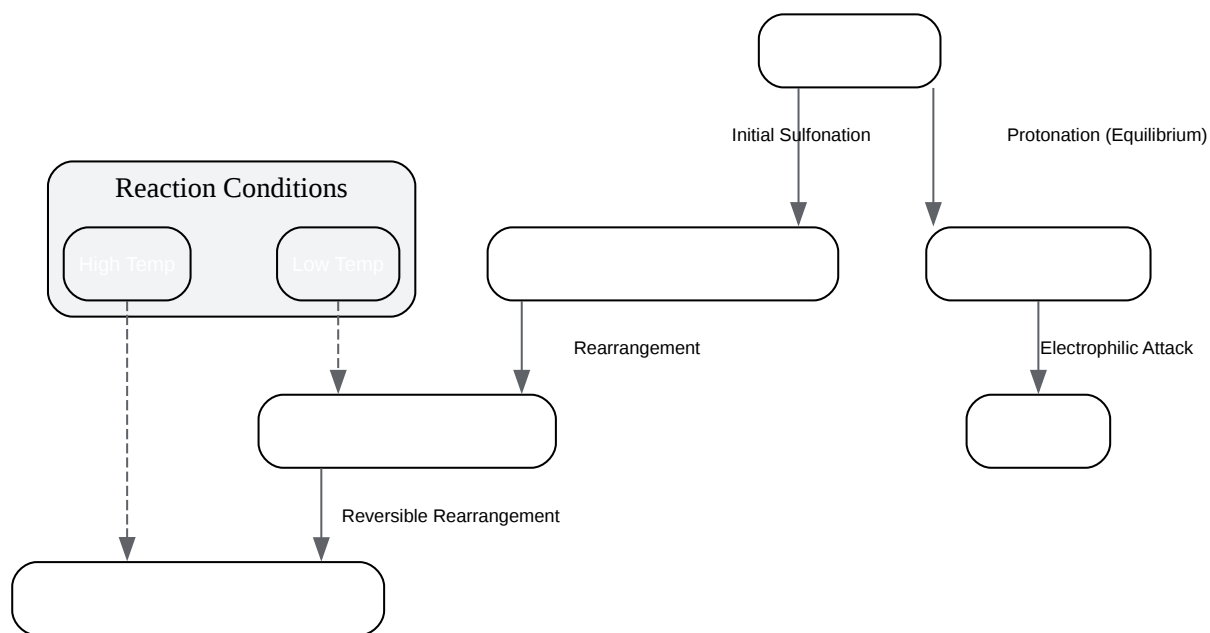 Initial Sulfonation
Protonation (Equilibrium)
Reaction Conditions
High Temp
Low Temp
Rearrangement
Electrophilic Attack
Reversible Rearrangement